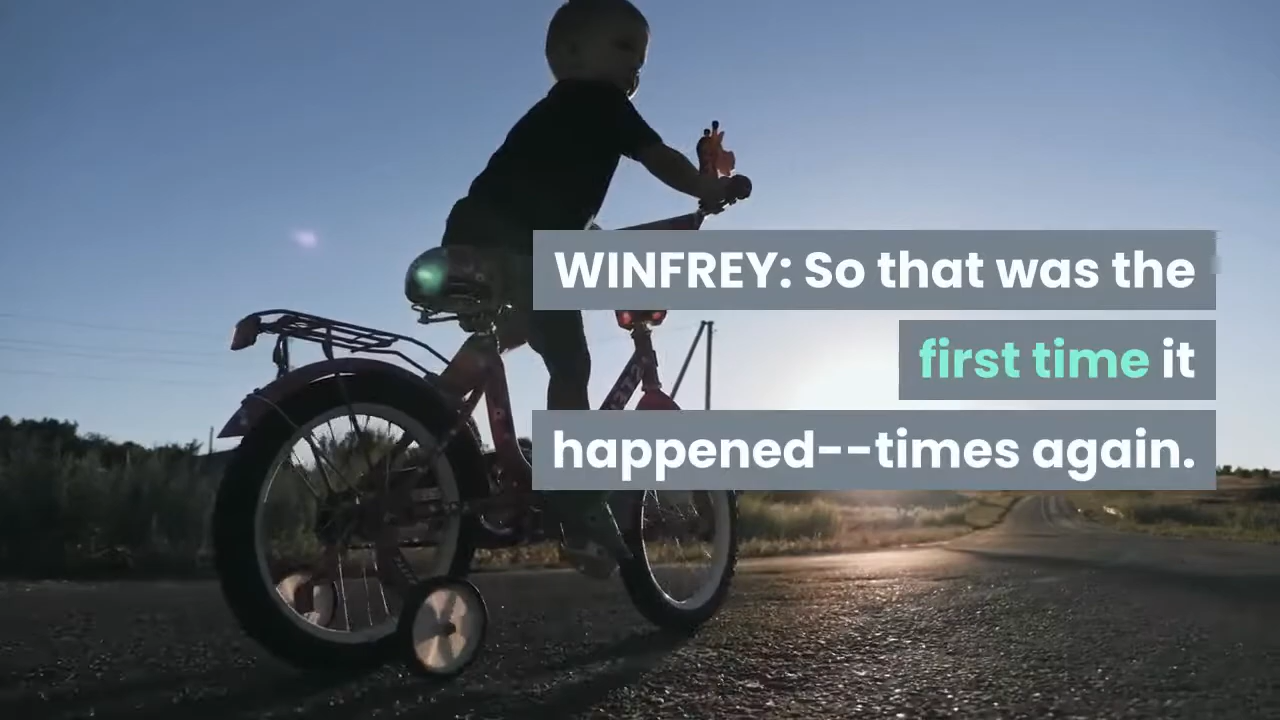 WINFREY: So that was the
first time it
happened--times again.